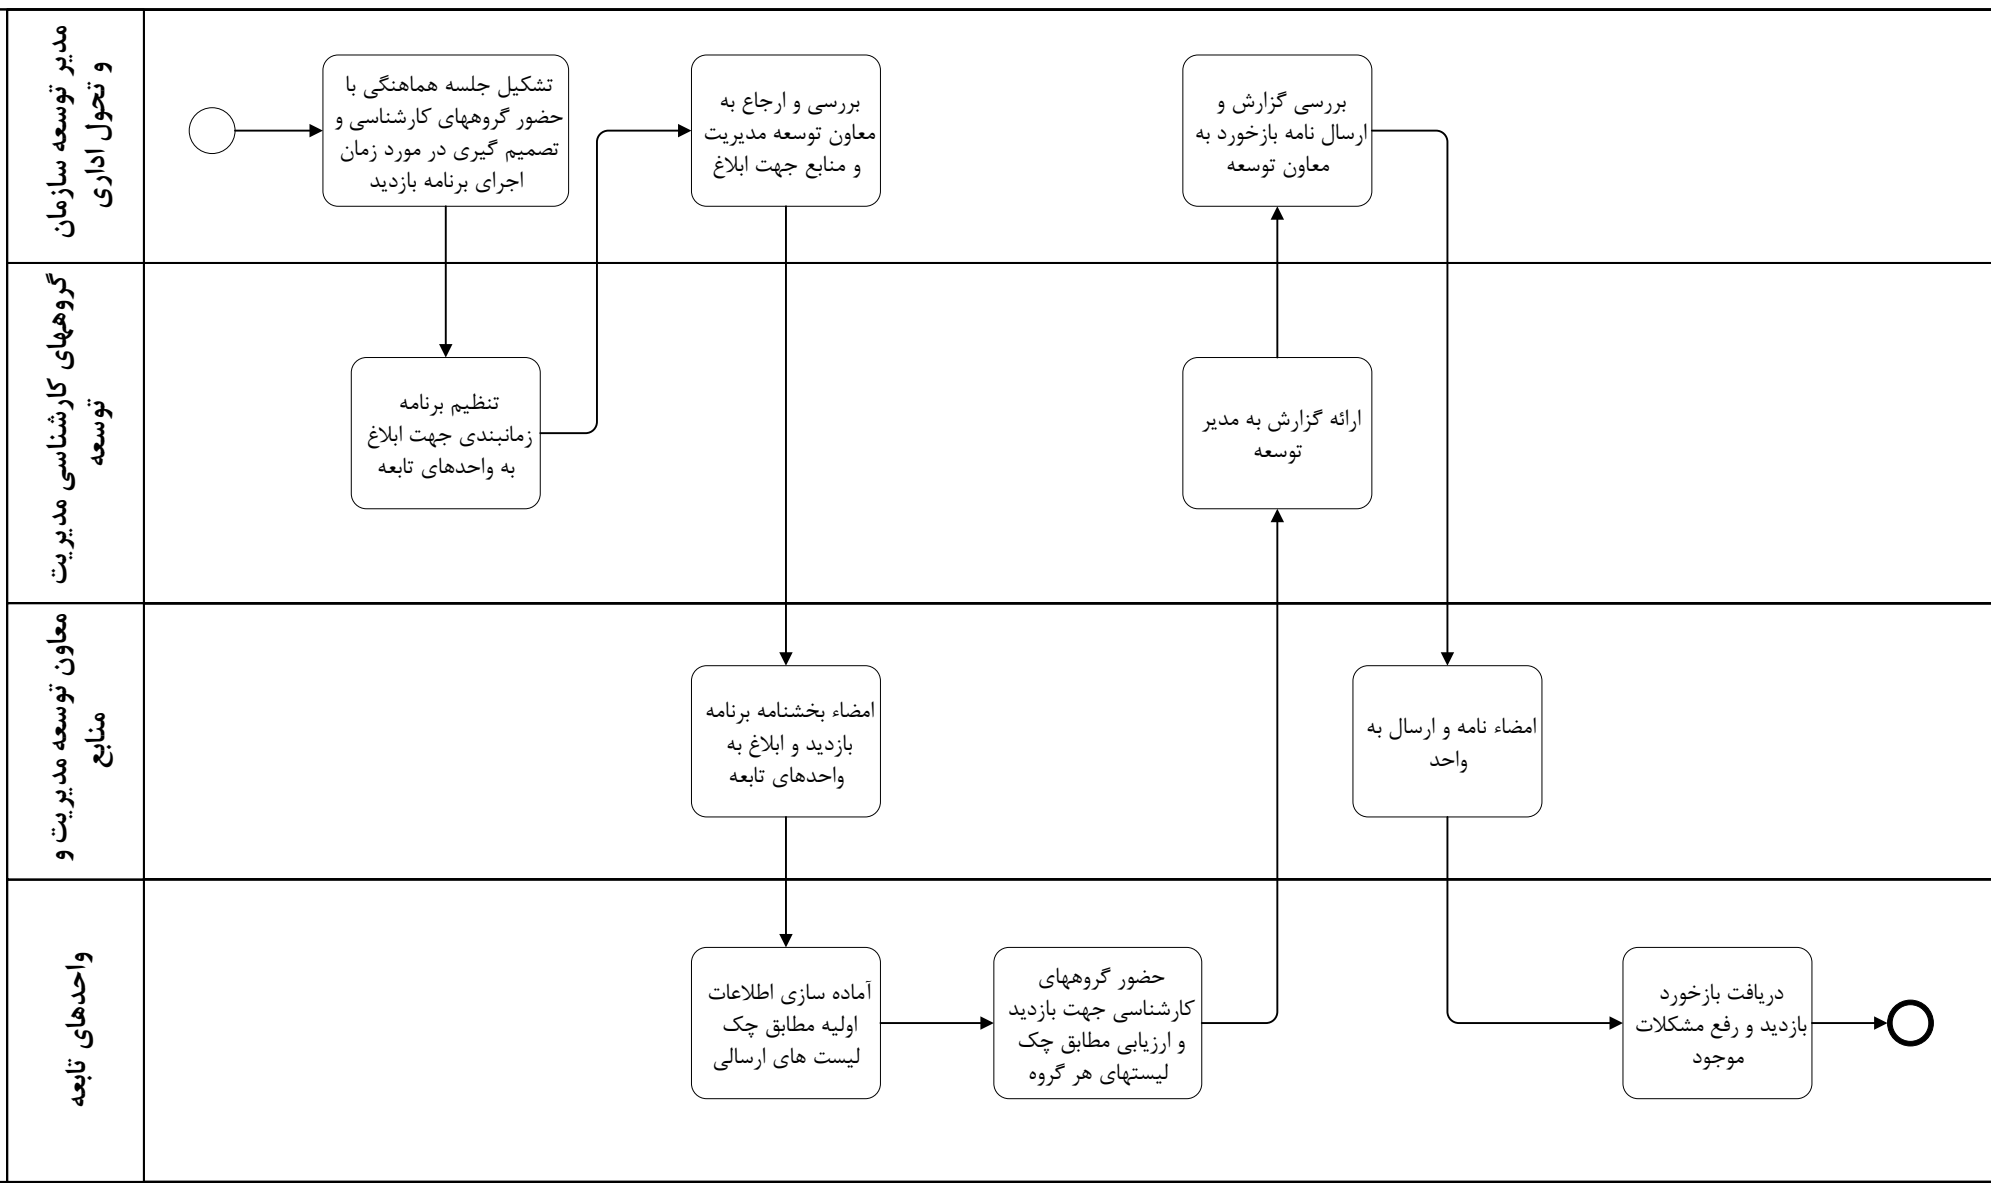 مدیر توسعه سازمان
و تحول اداری
تشکیل جلسه هماهنگی با
حضور گروههای کارشناسی و
تصمیم گیری در مورد زمان
اجرای برنامه بازدید
بررسی و ارجاع به
معاون توسعه مدیریت
و منابع جهت ابلاغ
بررسی گزارش و
ارسال نامه بازخورد به
معاون توسعه
گروههای کارشناسی مدیریت
توسعه
تنظیم برنامه
زمانبندی جهت ابلاغ
به واحدهای تابعه
ارائه گزارش به مدیر
توسعه
معاون توسعه مدیریت و
منابع
امضاء بخشنامه برنامه
بازدید و ابلاغ به
واحدهای تابعه
امضاء نامه و ارسال به
واحد
واحدهای تابعه
آماده سازی اطلاعات
اولیه مطابق چک
لیست های ارسالی
حضور گروههای
کارشناسی جهت بازدید
و ارزیابی مطابق چک
لیستهای هر گروه
دریافت بازخورد
بازدید و رفع مشکلات
موجود